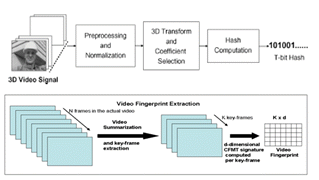 Preprocessing
and
Normalization
3D Transform
and
Coefficient
Selection
Hash
Computation
101001......
T-bit Hash
3D Video Signal
Video Fingerprint Extraction
N frames in the actual video
Video
Summarization
and key-frame
extraction
K key-frames
d-dimensional
CFMT signature
computed
per key-frame
K x d
Video
Fingerprint